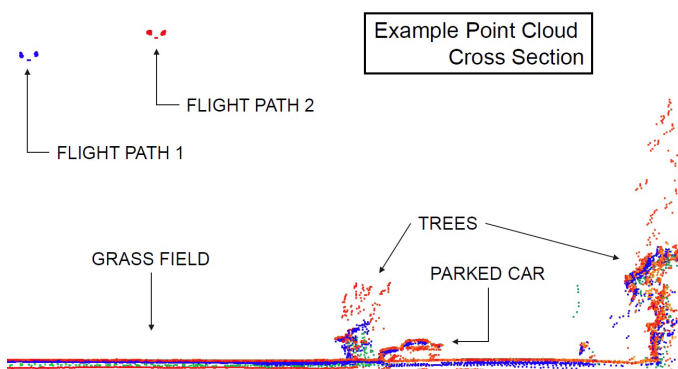 Example Point Cloud
Cross Section
FLIGHT PATH 2
FLIGHT PATH 1
TREES
GRASS FIELD
PARKED CAR